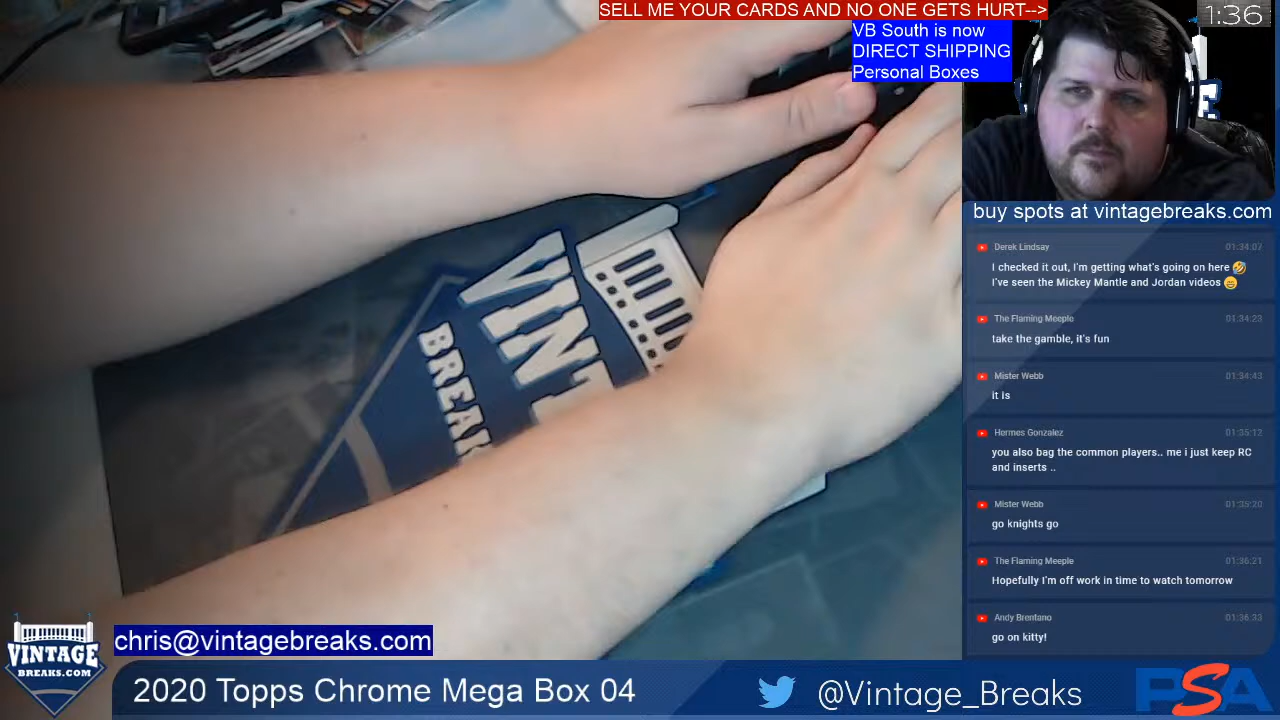 SELL ME YOUR CARDS AND NO ONE GETS HURT-->
1:36
VB South is now
DIRECT SHIPPING
Personal Boxes
E
buy spots at vintagebreaks.com
Derek Lindsay 01:34:07
I checked it out, I'm getting what's going on here 🤣
I've seen the Mickey Mantle and Jordan videos 😄
The Flaming Meeple 01:34:23
take the gamble, it's fun
Mister Webb 01:34:43
it is
Hermes Gonzalez 01:35:12
you also bag the common players.. me i just keep RC
and inserts ..
Mister Webb 01:35:20
go knights go
The Flaming Meeple 01:36:21
Hopefully I'm off work in time to watch tomorrow
Andy Brentano 01:36:33
go on kitty!
VINT
BREAK
VINTAGE
BREAKS.COM
chris@vintagebreaks.com
2020 Topps Chrome Mega Box 04
@Vintage_Breaks
PSA